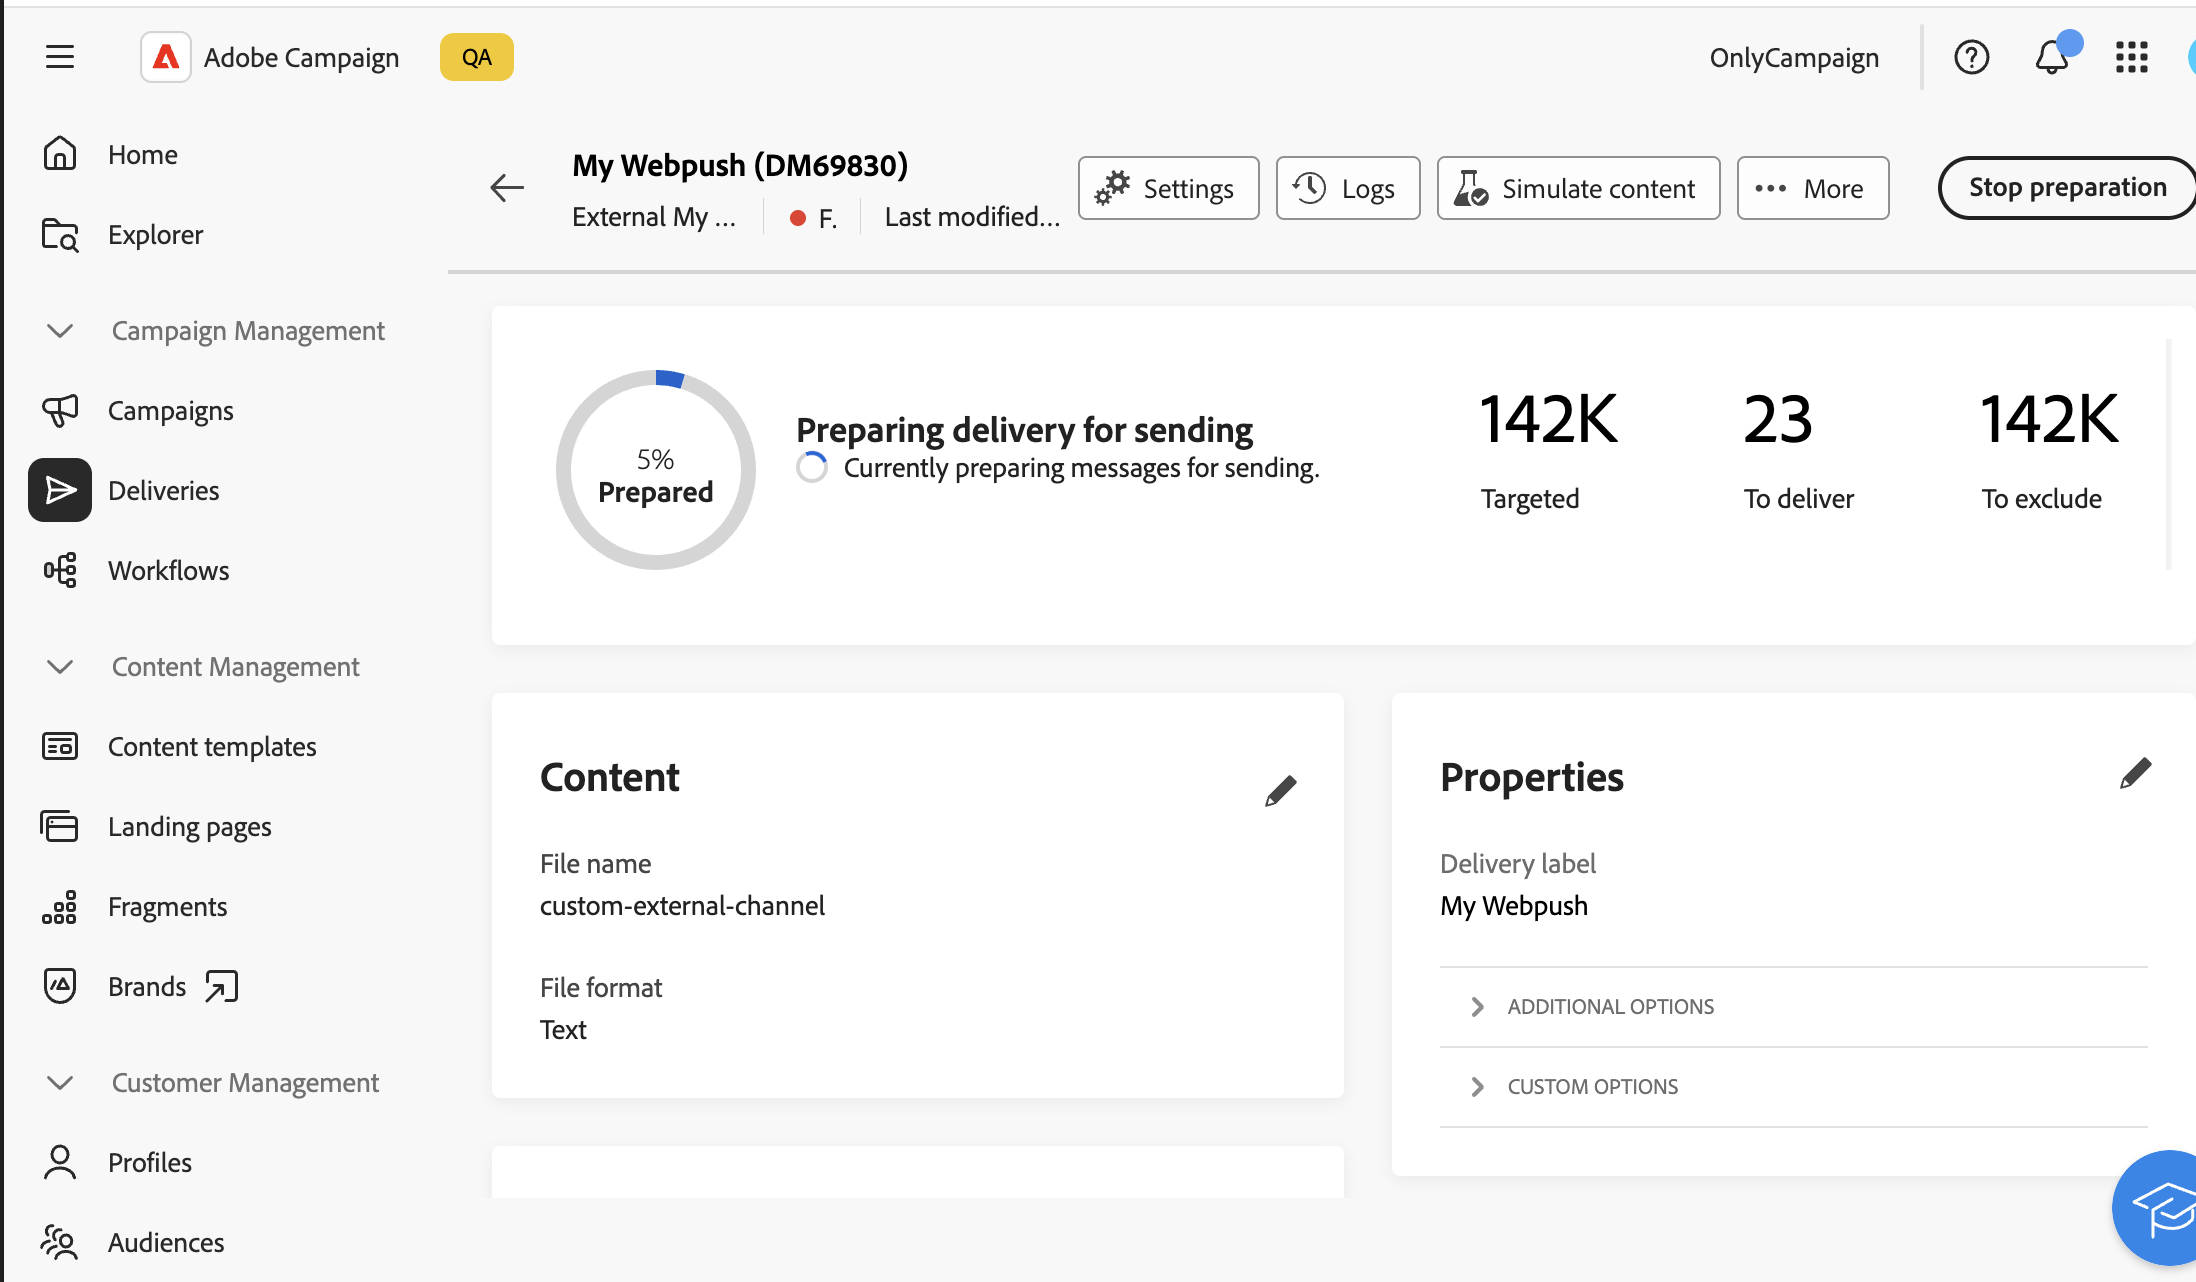 Adobe Campaign
QA
OnlyCampaign
Home
Explorer
Campaign Management
Campaigns
Deliveries
Workflows
Content Management
Content templates
Landing pages
Fragments
Brands
Customer Management
Profiles
Audiences
My Webpush (DM69830)
External My ...
F.
Last modified...
Settings
Logs
Simulate content
More
Stop preparation
5%
Prepared
Preparing delivery for sending
Currently preparing messages for sending.
142K
Targeted
23
To deliver
142K
To exclude
Content
File name
custom-external-channel
File format
Text
Properties
Delivery label
My Webpush
ADDITIONAL OPTIONS
CUSTOM OPTIONS